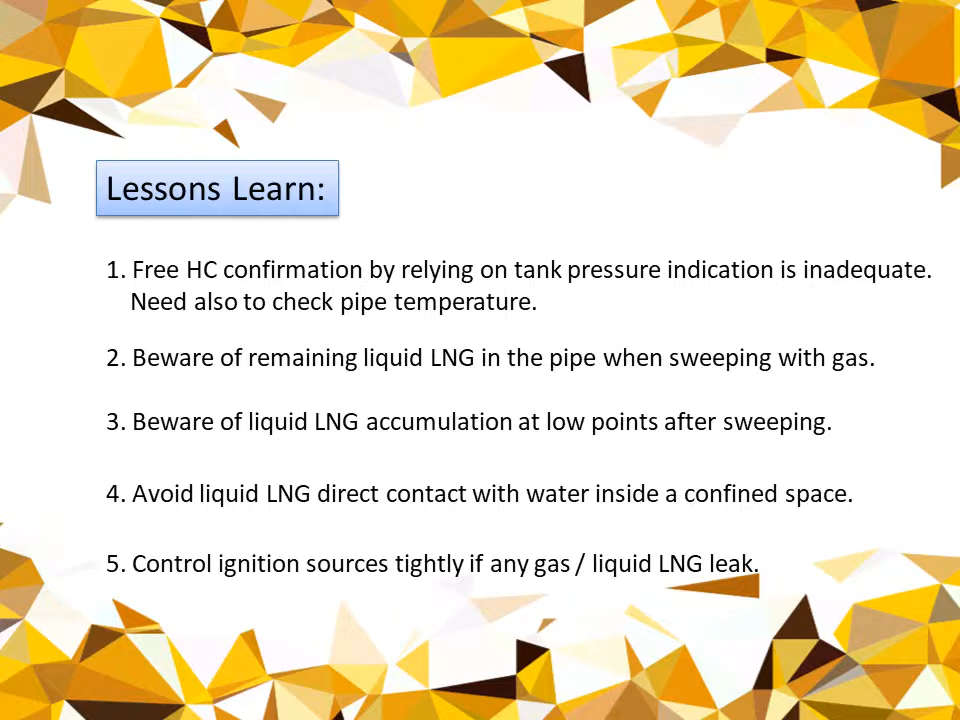 Lessons Learn:
1. Free HC confirmation by relying on tank pressure indication is inadequate.
Need also to check pipe temperature.
2. Beware of remaining liquid LNG in the pipe when sweeping with gas.
3. Beware of liquid LNG accumulation at low points after sweeping.
4. Avoid liquid LNG direct contact with water inside a confined space.
5. Control ignition sources tightly if any gas / liquid LNG leak.